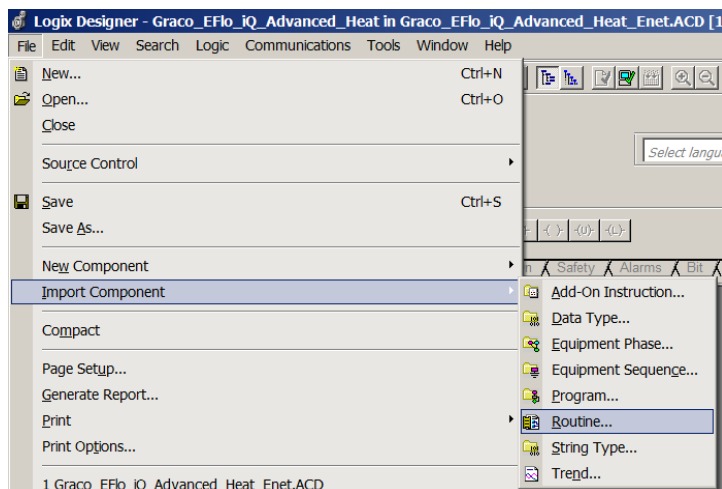 Logix Designer - Graco_EFlo_iQ_Advanced_Heat in Graco_EFlo_iQ_Advanced_Heat_Enet.ACD [1
File Edit View Search Logic Communications Tools Window Help
New... Ctrl+N
Open... Ctrl+O
Close
Select langu
Source Control
Save Ctrl+S
Save As...
-( )- -(U)- -(L)-
New Component
n Safety Alarms Bit
Import Component
Add-On Instruction...
Data Type...
Compact
Equipment Phase...
Page Setup...
Equipment Sequence...
Generate Report...
Program...
Print
Routine...
Print Options...
String Type...
Trend...
1 Graco_EFlo_iQ_Advanced_Heat_Enet.ACD